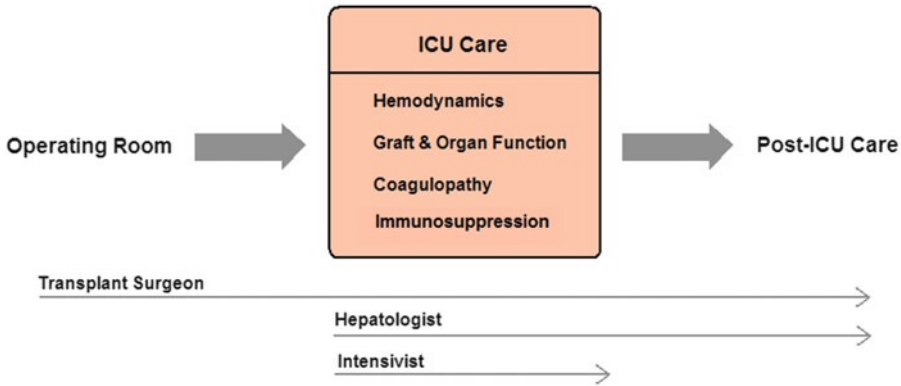 ICU Care
Hemodynamics
Operating Room
Graft & Organ Function
Post-ICU Care
Coagulopathy
Immunosuppression
Transplant Surgeon
Hepatologist
Intensivist